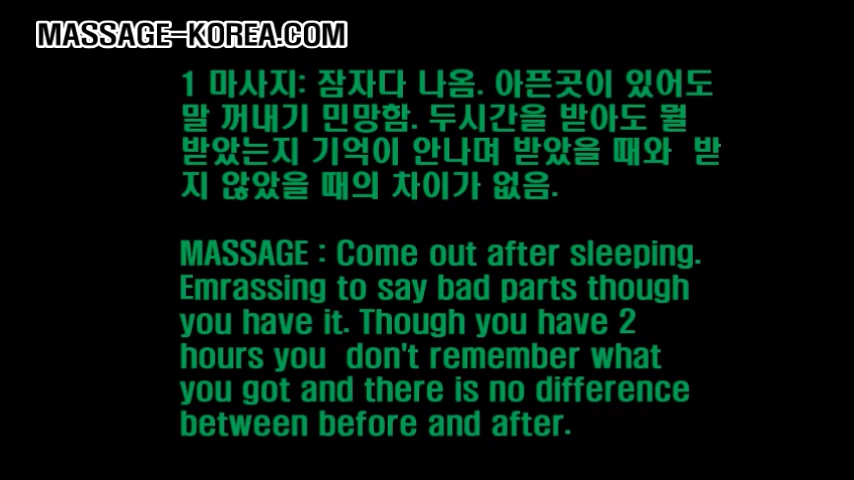 MASSAGE-KOREA.COM
1 마사지: 잠자다 나옴. 아픈곳이 있어도
말 꺼내기 민망함. 두시간을 받아도 뭘
받았는지 기억이 안나며 받았을 때와 받
지 않았을 때의 차이가 없음.
MASSAGE : Come out after sleeping.
Emrassing to say bad parts though
you have it. Though you have 2
hours you don't remember what
you got and there is no difference
between before and after.